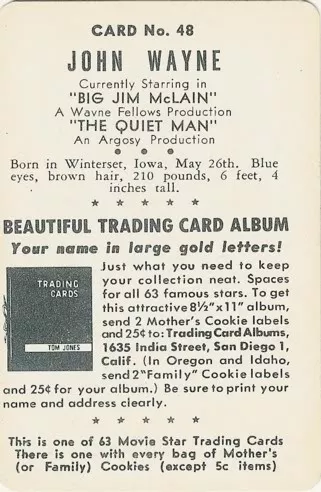 CARD No. 48
JOHN WAYNE
Currently Starring in
"BIG JIM McLAIN"
A Wayne Fellows Production
"THE QUIET MAN"
An Argosy Production
Born in Winterset, Iowa, May 26th. Blue
eyes, brown hair, 210 pounds, 6 feet, 4
inches tall.
BEAUTIFUL TRADING CARD ALBUM
Your name in large gold letters!
TRADING
CARDS
TOM JONES
Just what you need to keep
your collection neat. Spaces
for all 63 famous stars. To get
this attractive 8½"x11" album,
send 2 Mother's Cookie labels
and 25¢ to: Trading Card Albums,
1635 India Street, San Diego 1,
Calif. (In Oregon and Idaho,
send 2 "Family" Cookie labels
and 25¢ for your album.) Be sure to print your
name and address clearly.
This is one of 63 Movie Star Trading Cards
There is one with every bag of Mother's
(or Family) Cookies (except 5c items)